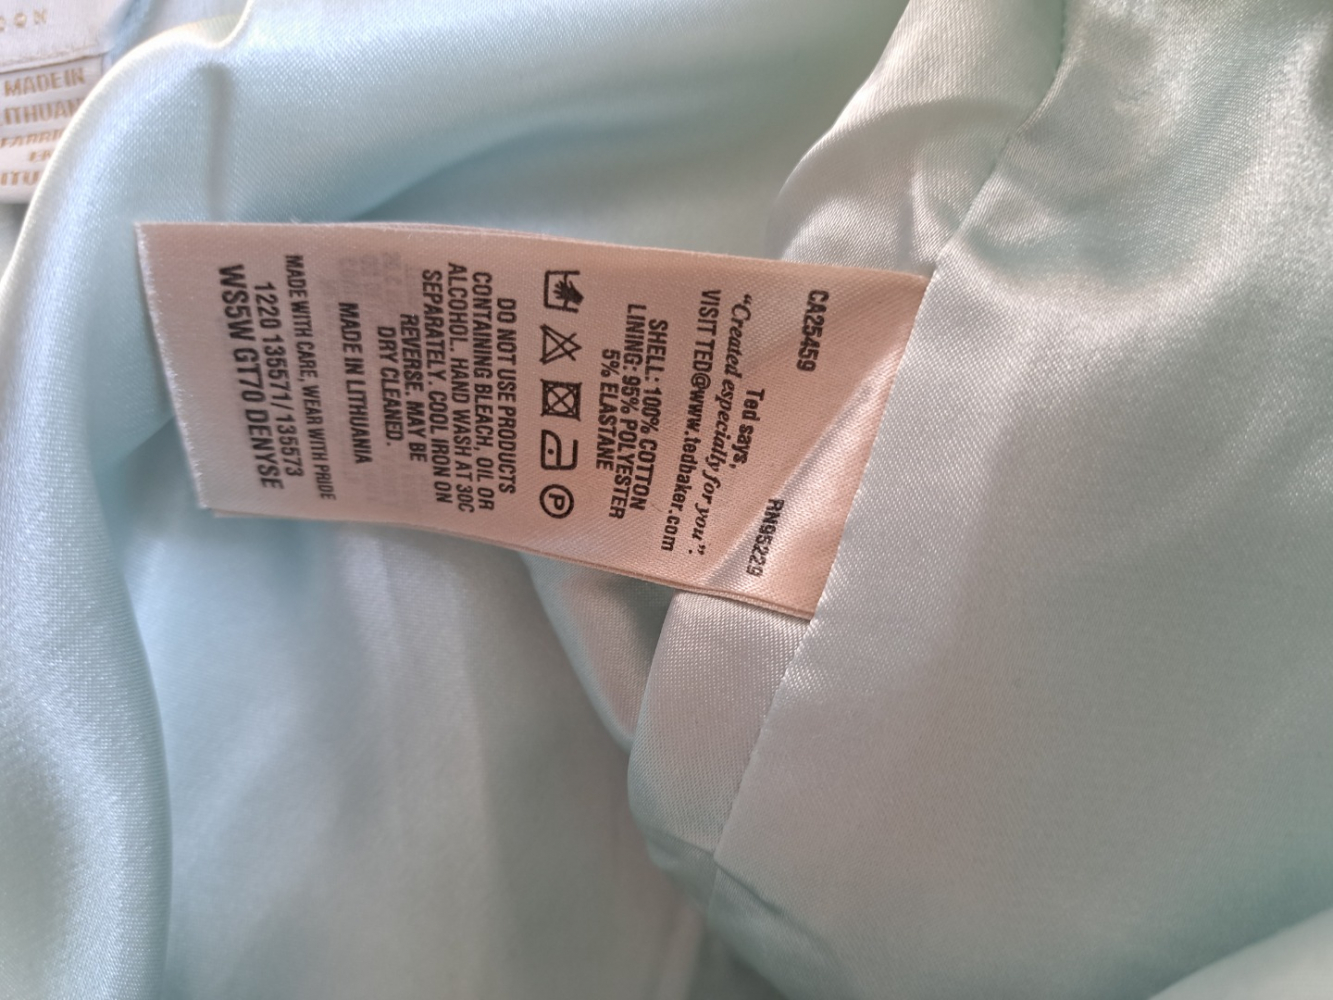 CA25459
RN95229
Ted says,
“Created especially for you”.
VISIT TED@www.tedbaker.com
SHELL: 100% COTTON
LINING: 95% POLYESTER
5% ELASTANE
P
DO NOT USE PRODUCTS
CONTAINING BLEACH, OIL OR
ALCOHOL. HAND WASH AT 30C
SEPARATELY. COOL IRON ON
REVERSE. MAY BE
DRY CLEANED.
MADE IN LITHUANIA
MADE WITH CARE, WEAR WITH PRIDE
1220 135571/135573
WS5W GT70 DENYSE
MADE IN